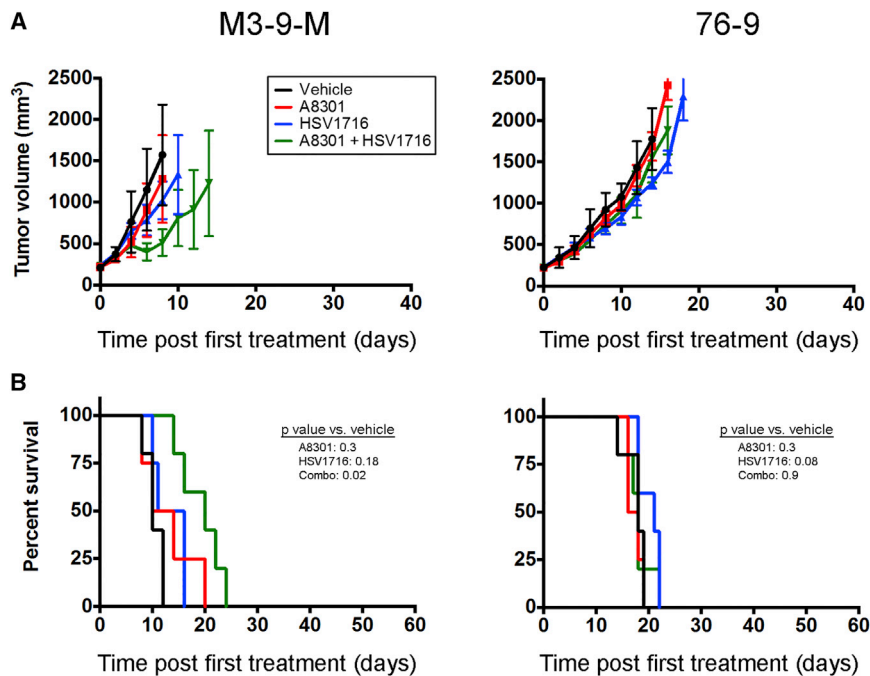 A
M3-9-M
76-9
Tumor volume (mm³)
2500
2000
1500
1000
500
0
0
10
20
30
40
Time post first treatment (days)
Vehicle
A8301
HSV1716
A8301 + HSV1716
2500
2000
1500
1000
500
0
0
10
20
30
40
Time post first treatment (days)
B
Percent survival
100
75
50
25
0
0
10
20
30
40
50
60
Time post first treatment (days)
p value vs. vehicle
A8301: 0.3
HSV1716: 0.18
Combo: 0.02
100
75
50
25
0
0
10
20
30
40
50
60
Time post first treatment (days)
p value vs. vehicle
A8301: 0.3
HSV1716: 0.08
Combo: 0.9